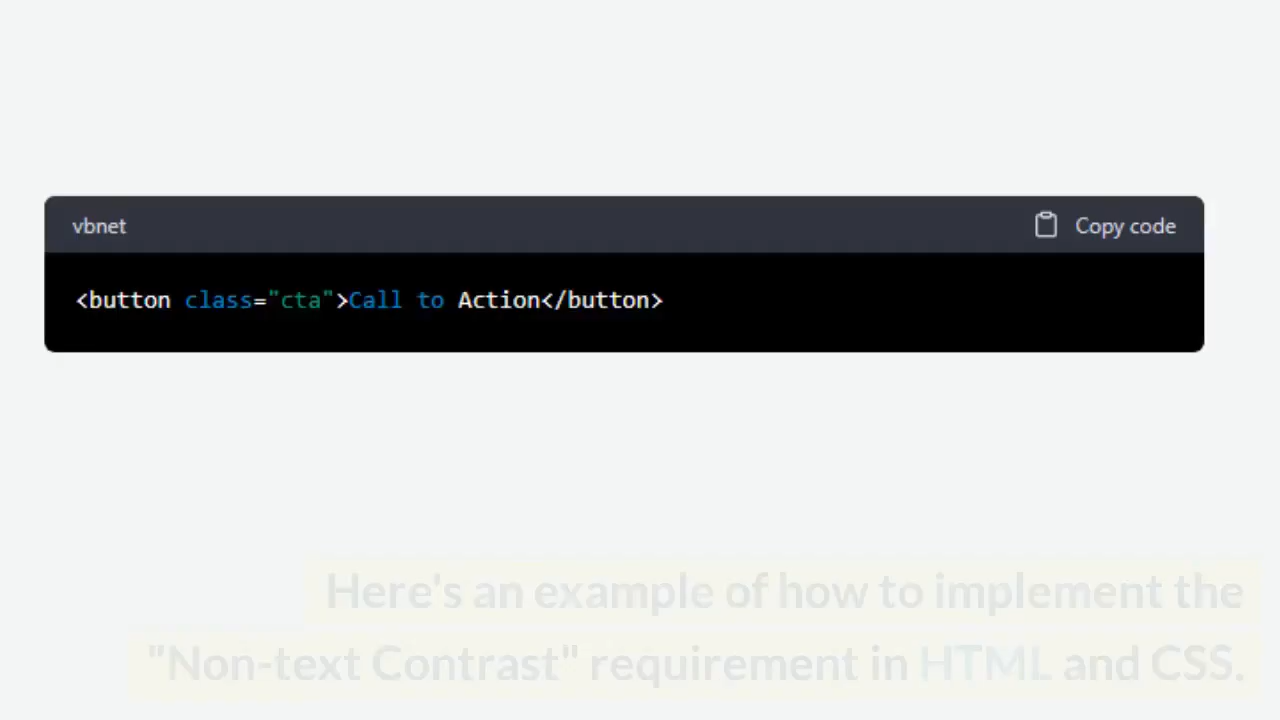 vbnet
Copy code
<button class="cta">Call to Action</button>
Here's an example of how to implement the
"Non-text Contrast" requirement in HTML and CSS.